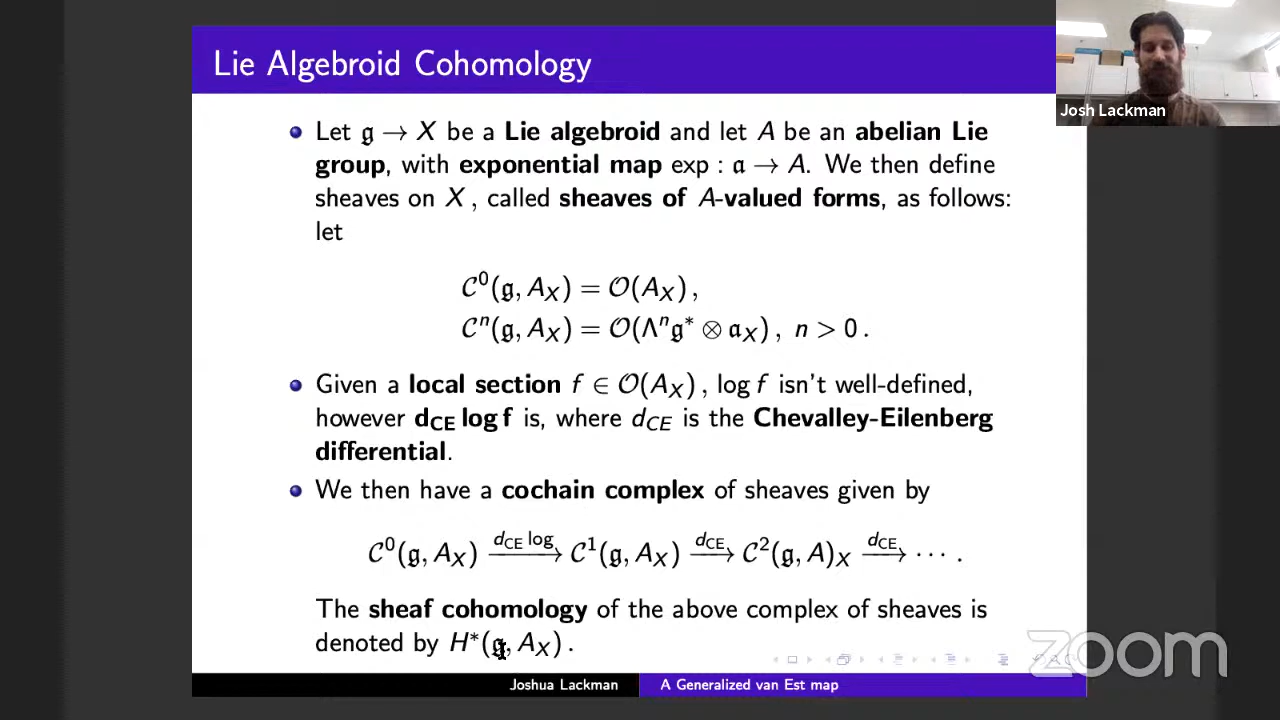 Lie Algebroid Cohomology
Josh Lackman
Let 𝔤 → X be a Lie algebroid and let A be an abelian Lie
group, with exponential map exp : 𝔞 → A. We then define
sheaves on X , called sheaves of A-valued forms, as follows:
let
𝒞⁰(𝔤, A_X) = 𝒪(A_X) ,
𝒞ⁿ(𝔤, A_X) = 𝒪(Λⁿ𝔤* ⊗ 𝔞_X) , n > 0 .
Given a local section f ∈ 𝒪(A_X) , log f isn't well-defined,
however d_CE log f is, where d_CE is the Chevalley-Eilenberg
differential.
We then have a cochain complex of sheaves given by
𝒞⁰(𝔤, A_X) —d_CE log→ 𝒞¹(𝔤, A_X) —d_CE→ 𝒞²(𝔤, A)_X —d_CE→ ⋯ .
The sheaf cohomology of the above complex of sheaves is
denoted by H*(𝔤, A_X) .
zoom
Joshua Lackman
A Generalized van Est map